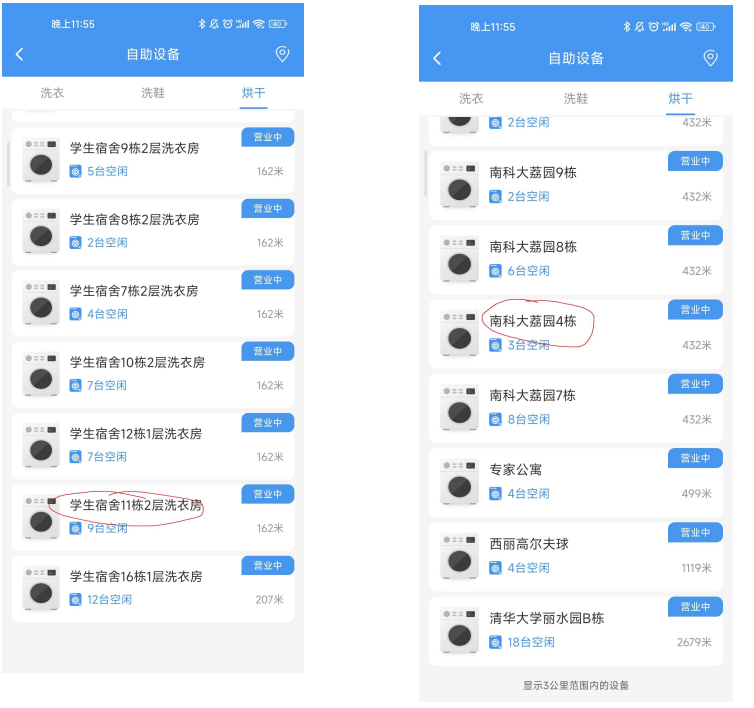 晚上11:55
自助设备
洗衣
洗鞋
烘干
营业中
学生宿舍9栋2层洗衣房
5台空闲
162米
营业中
学生宿舍8栋2层洗衣房
2台空闲
162米
营业中
学生宿舍7栋2层洗衣房
4台空闲
162米
营业中
学生宿舍10栋2层洗衣房
7台空闲
162米
营业中
学生宿舍12栋1层洗衣房
7台空闲
162米
营业中
学生宿舍11栋2层洗衣房
9台空闲
162米
营业中
学生宿舍16栋1层洗衣房
12台空闲
207米
晚上11:55
自助设备
洗衣
洗鞋
烘干
2台空闲
432米
营业中
南科大荔园9栋
2台空闲
432米
营业中
南科大荔园8栋
6台空闲
432米
营业中
南科大荔园4栋
3台空闲
432米
营业中
南科大荔园7栋
8台空闲
432米
营业中
专家公寓
4台空闲
499米
营业中
西丽高尔夫球
4台空闲
1119米
营业中
清华大学丽水园B栋
18台空闲
2679米
显示3公里范围内的设备